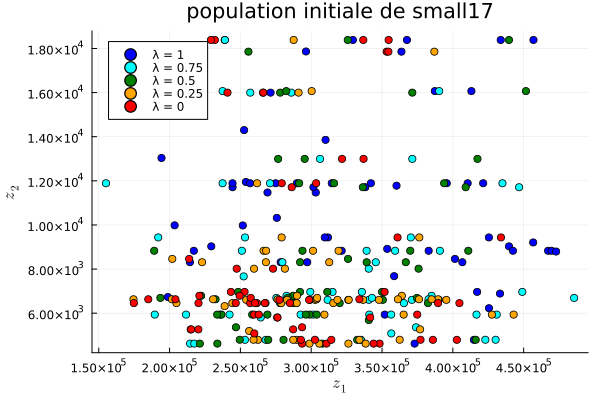 population initiale de small17
λ = 1
λ = 0.75
λ = 0.5
λ = 0.25
λ = 0
1.80×10⁴
1.60×10⁴
1.40×10⁴
1.20×10⁴
1.00×10⁴
8.00×10³
6.00×10³
z₂
1.50×10⁵ 2.00×10⁵ 2.50×10⁵ 3.00×10⁵ 3.50×10⁵ 4.00×10⁵ 4.50×10⁵
z₁